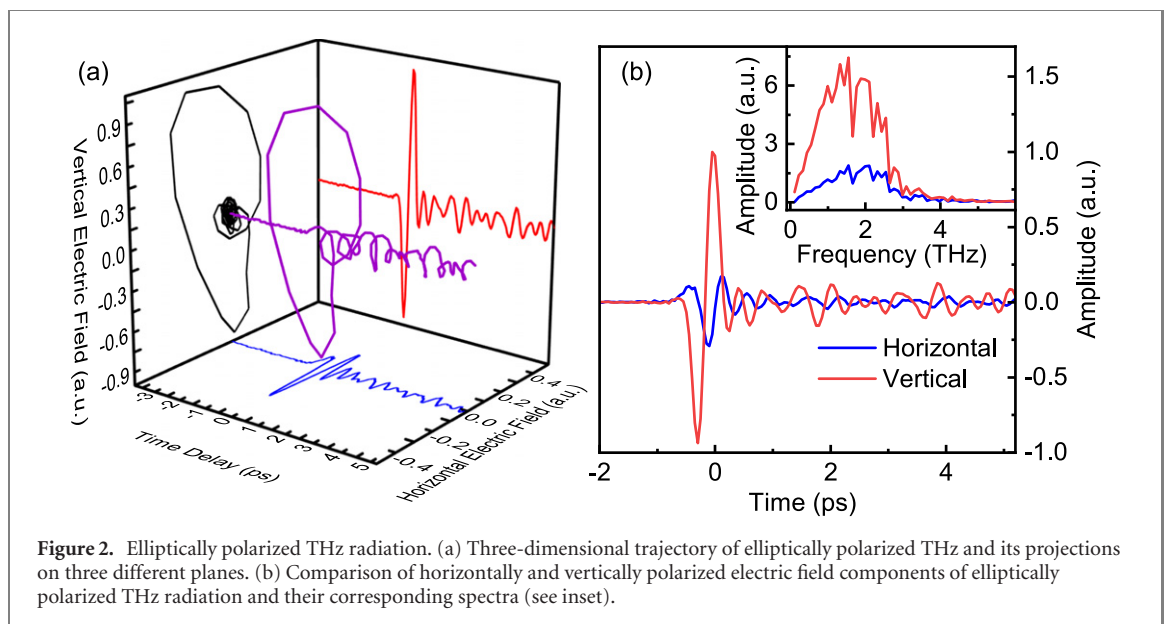 (a)
Vertical Electric Field (a.u.)
0.9
0.6
0.3
0.0
-0.3
-0.6
-0.9
-3
-2
-1
0
1
2
3
4
5
Time Delay (ps)
-0.4
-0.2
0.0
0.2
0.4
Horizontal Electric Field (a.u.)
(b)
Amplitude (a.u.)
6
3
0
0
2
4
Frequency (THz)
1.5
1.0
0.5
0.0
-0.5
-1.0
Amplitude (a.u.)
Horizontal
Vertical
-2
0
2
4
Time (ps)
Figure 2. Elliptically polarized THz radiation. (a) Three-dimensional trajectory of elliptically polarized THz and its projections
on three different planes. (b) Comparison of horizontally and vertically polarized electric field components of elliptically
polarized THz radiation and their corresponding spectra (see inset).